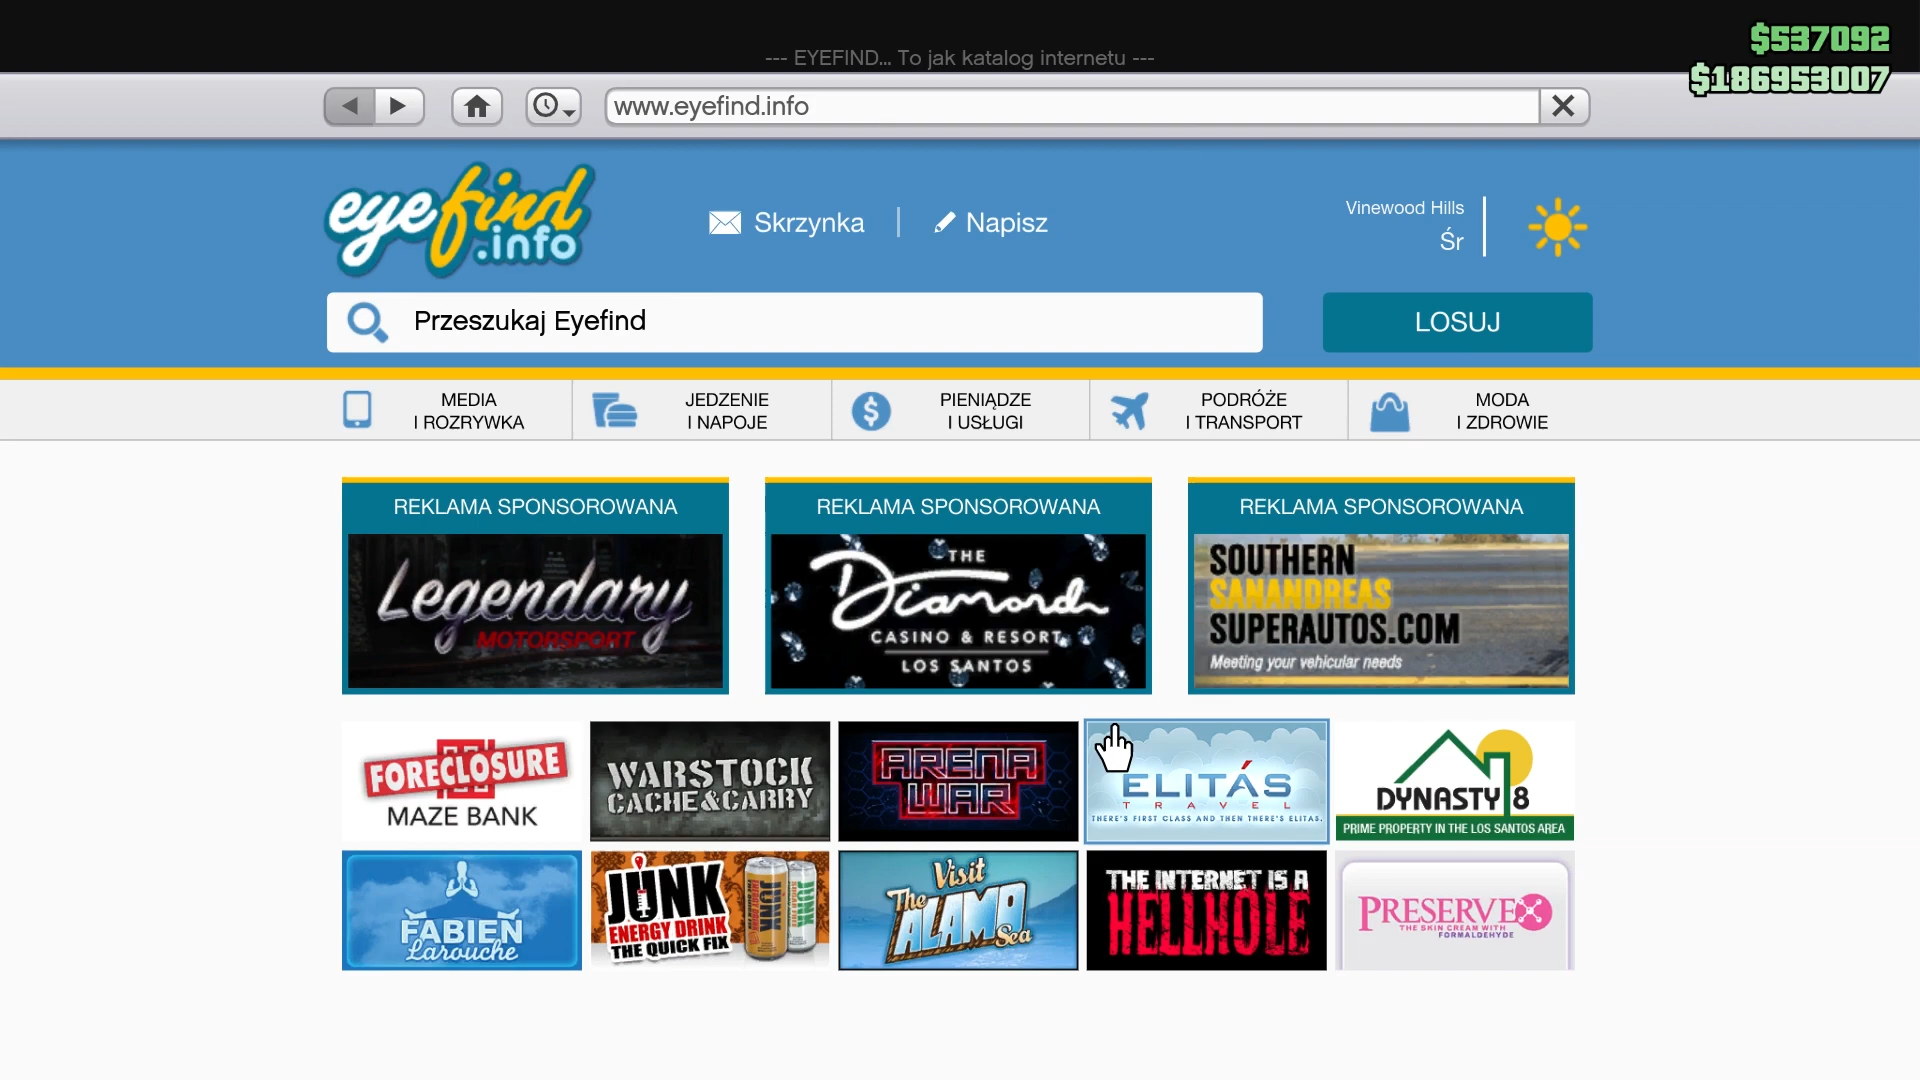 $537092
--- EYEFIND... To jak katalog internetu ---
$186953007
www.eyefind.info
eyefind
.info
Skrzynka
Napisz
Vinewood Hills
Śr
Przeszukaj Eyefind
LOSUJ
MEDIA
I ROZRYWKA
JEDZENIE
I NAPOJE
PIENIĄDZE
I USŁUGI
PODRÓŻE
I TRANSPORT
MODA
I ZDROWIE
REKLAMA SPONSOROWANA
Legendary
MOTORSPORT
REKLAMA SPONSOROWANA
THE
Diamond
CASINO & RESORT
LOS SANTOS
REKLAMA SPONSOROWANA
SOUTHERN
SANANDREAS
SUPERAUTOS.COM
Meeting your vehicular needs
FORECLOSURE
MAZE BANK
WARSTOCK
CACHE&CARRY
ARENA
WAR
ELITÁS
TRAVEL
THERE'S FIRST CLASS AND THEN THERE'S ELITAS.
DYNASTY 8
PRIME PROPERTY IN THE LOS SANTOS AREA
FABIEN
Larouche
JUNK
ENERGY DRINK
THE QUICK FIX
JUNK
Visit
The
ALAMO
Sea
THE INTERNET IS A
HELLHOLE
PRESERVEX
THE SKIN CREAM WITH
FORMALDEHYDE